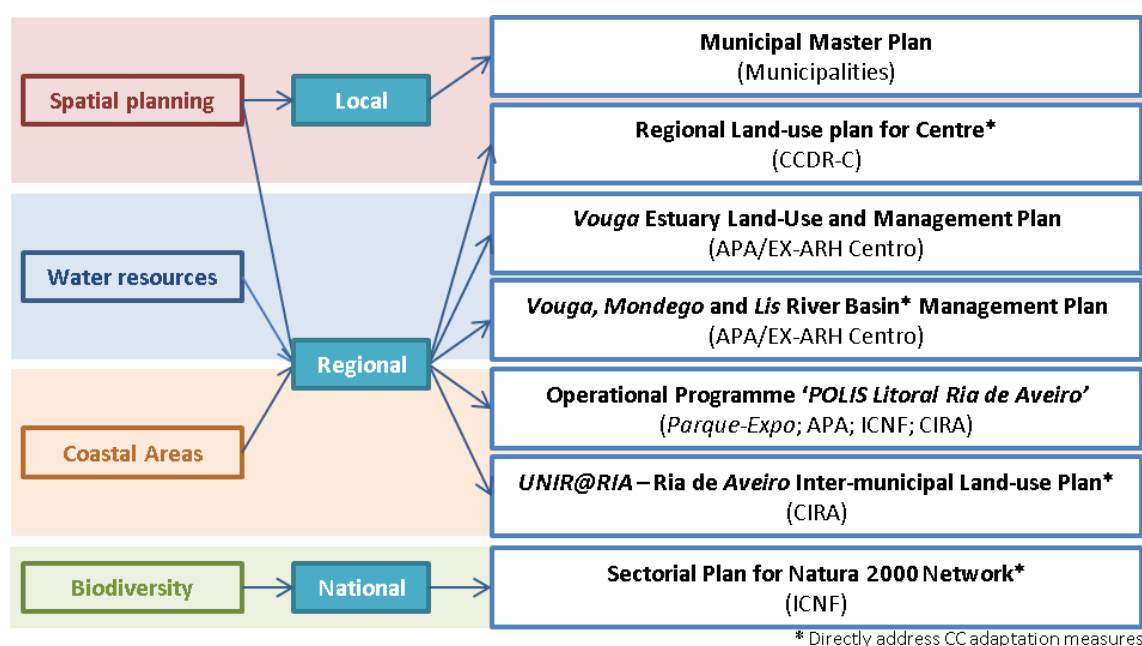 Spatial planning
Local
Municipal Master Plan
(Municipalities)
Regional Land-use plan for Centre*
(CCDR-C)
Water resources
Vouga Estuary Land-Use and Management Plan
(APA/EX-ARH Centro)
Vouga, Mondego and Lis River Basin* Management Plan
(APA/EX-ARH Centro)
Regional
Coastal Areas
Operational Programme ‘POLIS Litoral Ria de Aveiro’
(Parque-Expo; APA; ICNF; CIRA)
UNIR@RIA – Ria de Aveiro Inter-municipal Land-use Plan*
(CIRA)
Biodiversity
National
Sectorial Plan for Natura 2000 Network*
(ICNF)
* Directly address CC adaptation measures